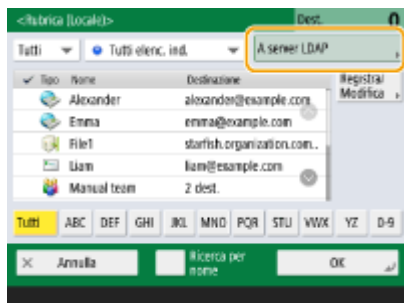 <Rubrica (Locale)>
Dest. 0
Tutti
Tutti elenc. ind.
A server LDAP
Tipo Nome Destinazione
Registra/
Modifica
Alexander alexander@example.com
Emma emma@example.com
File1 starfish.organization.com..
Liam liam@example.com
Manual team 2 dest.
Tutti ABC DEF GHI JKL MNO PQR STU VWX YZ 0-9
Annulla
Ricerca per
nome
OK